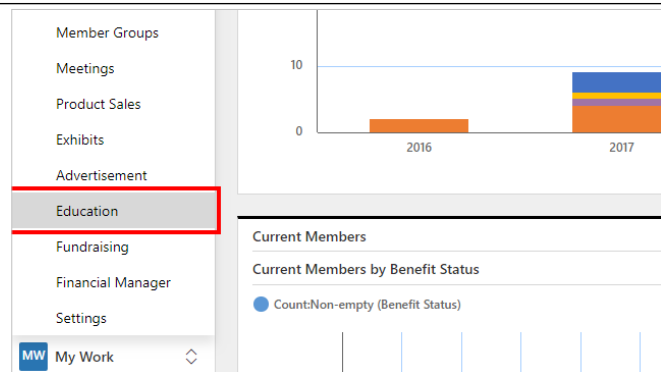 Member Groups
Meetings
Product Sales
Exhibits
Advertisement
Education
Fundraising
Financial Manager
Settings
MW My Work
10
0
2016 2017
Current Members
Current Members by Benefit Status
Count:Non-empty (Benefit Status)